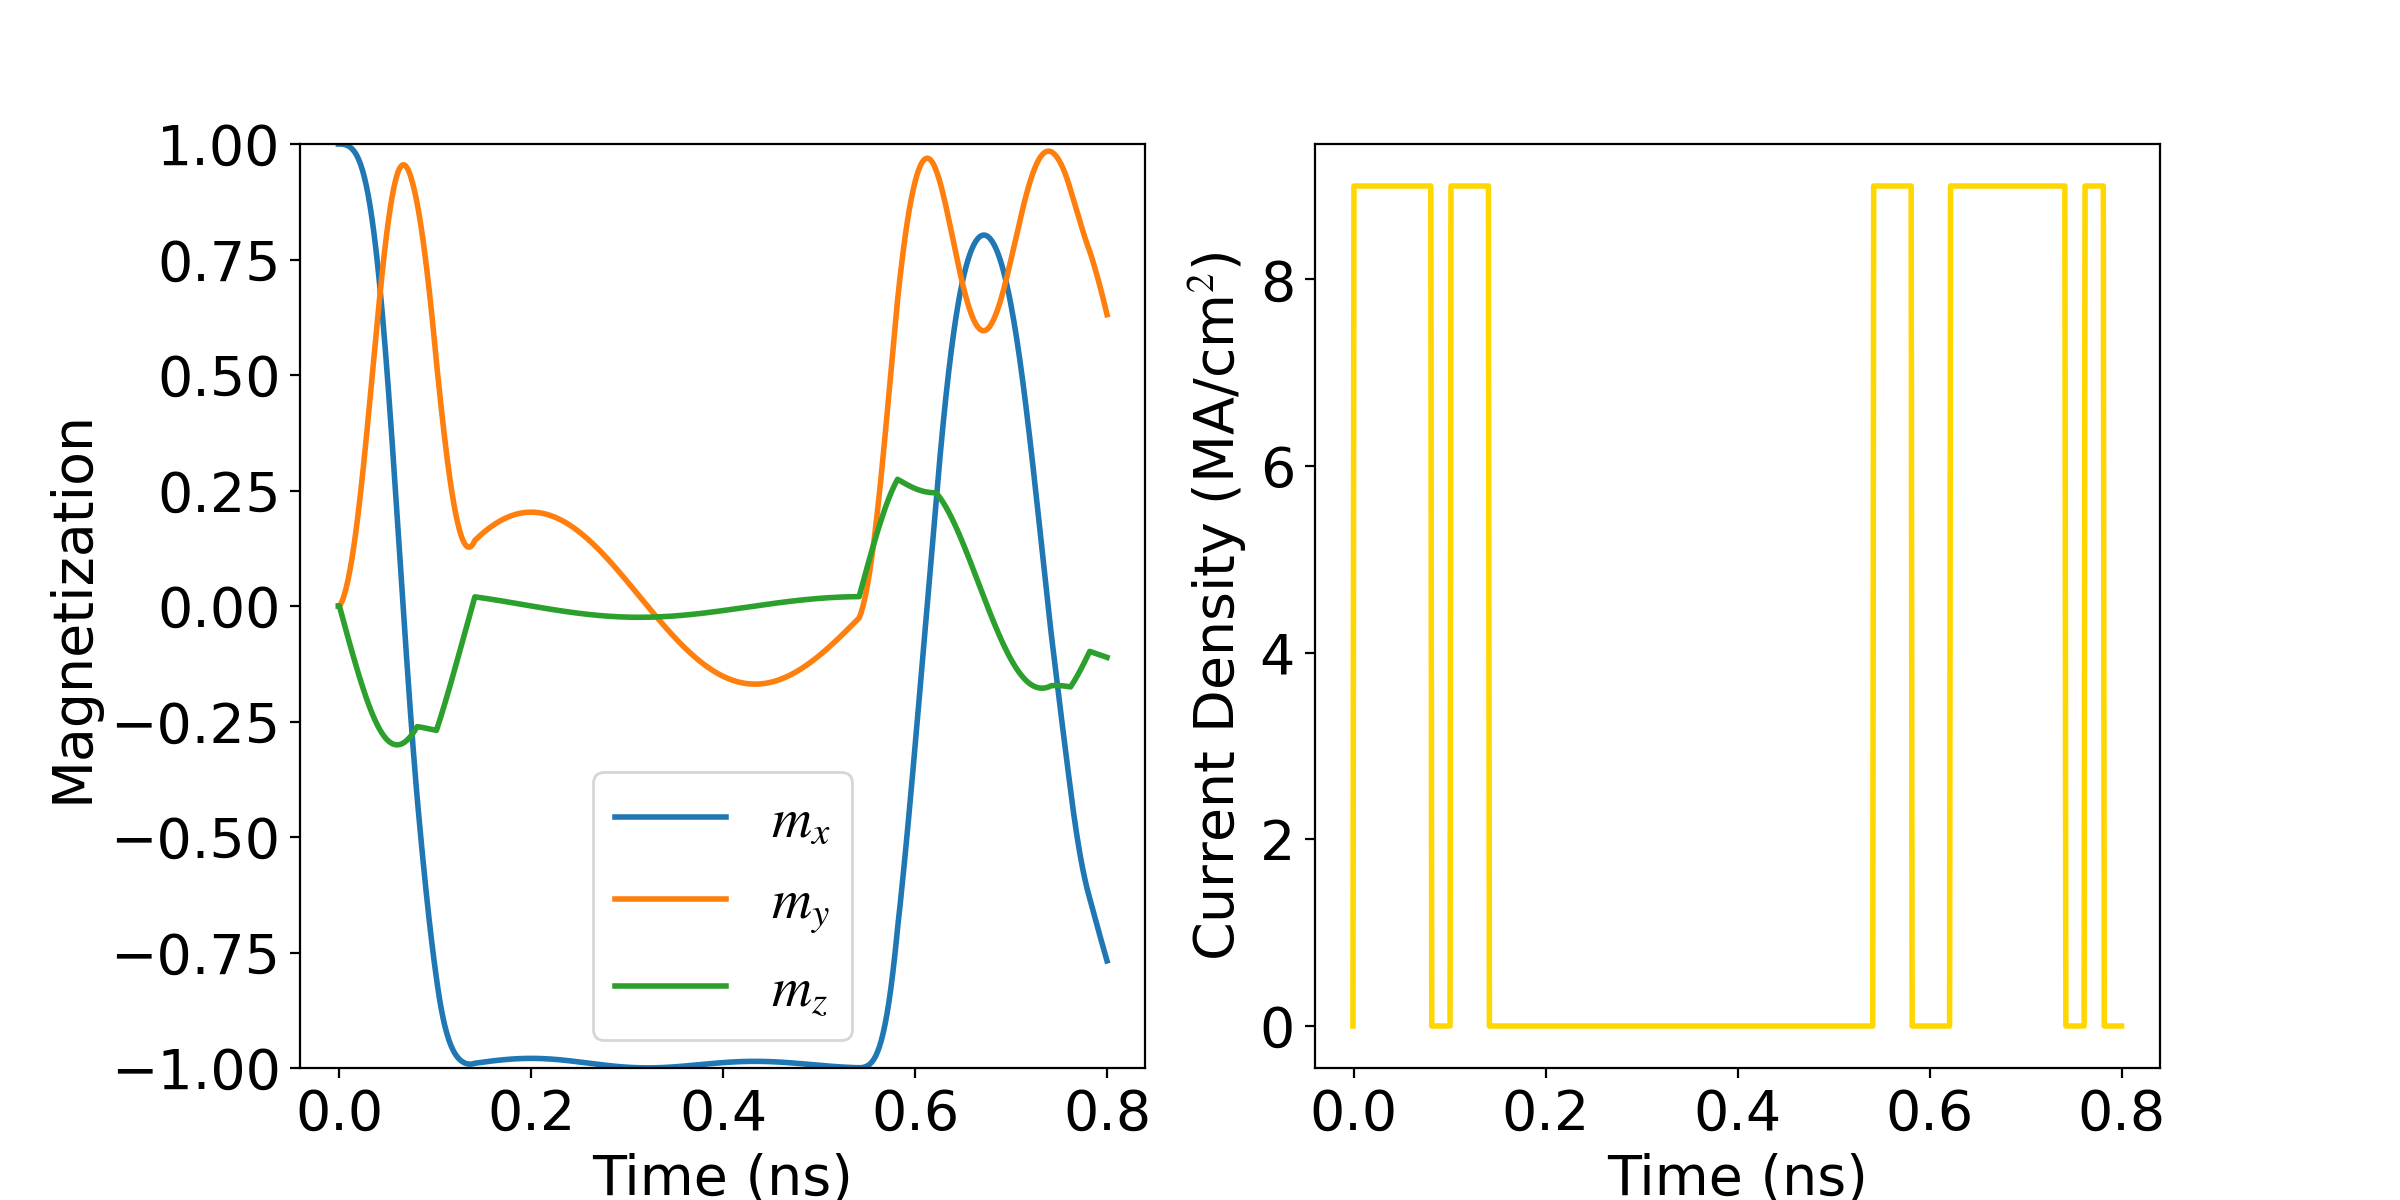 Magnetization
1.00
0.75
0.50
0.25
0.00
−0.25
−0.50
−0.75
−1.00
0.0 0.2 0.4 0.6 0.8
Time (ns)
m_x
m_y
m_z
Current Density (MA/cm²)
8
6
4
2
0
0.0 0.2 0.4 0.6 0.8
Time (ns)